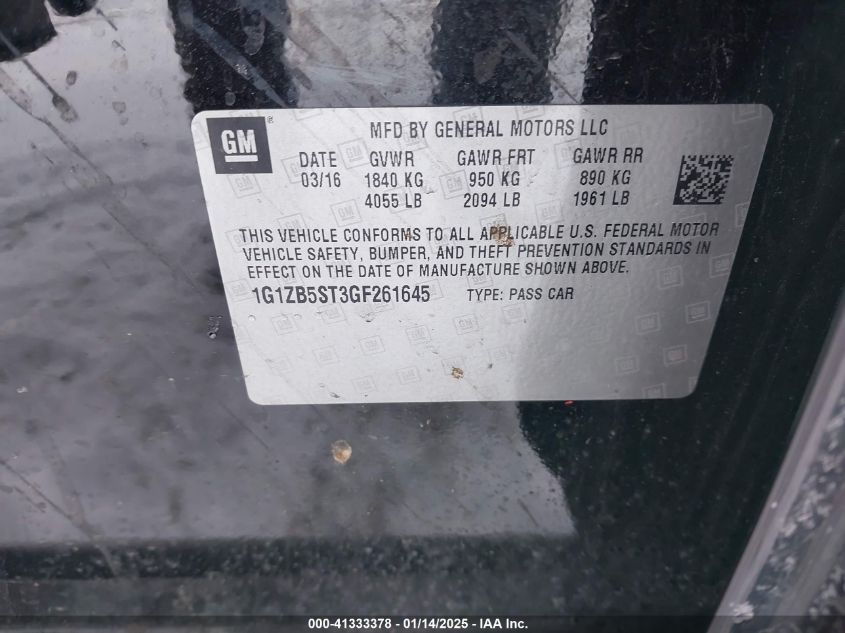 GM®
MFD BY GENERAL MOTORS LLC
DATE GVWR GAWR FRT GAWR RR
03/16 1840 KG 950 KG 890 KG
4055 LB 2094 LB 1961 LB
THIS VEHICLE CONFORMS TO ALL APPLICABLE U.S. FEDERAL MOTOR
VEHICLE SAFETY, BUMPER, AND THEFT PREVENTION STANDARDS IN
EFFECT ON THE DATE OF MANUFACTURE SHOWN ABOVE.
1G1ZB5ST3GF261645 TYPE: PASS CAR
000-41333378 - 01/14/2025 - IAA Inc.